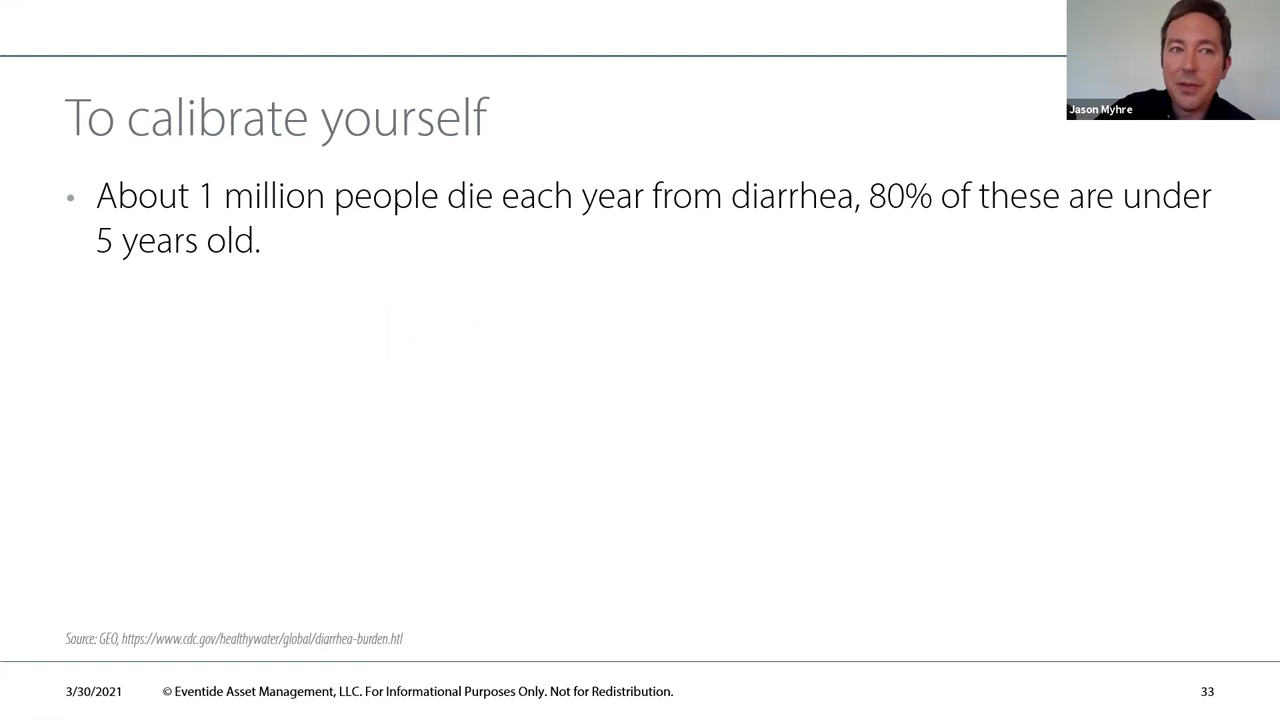 Jason Myhre
To calibrate yourself
• About 1 million people die each year from diarrhea, 80% of these are under
5 years old.
Source: GEO, https://www.cdc.gov/healthywater/global/diarrhea-burden.htl
3/30/2021 © Eventide Asset Management, LLC. For Informational Purposes Only. Not for Redistribution. 33